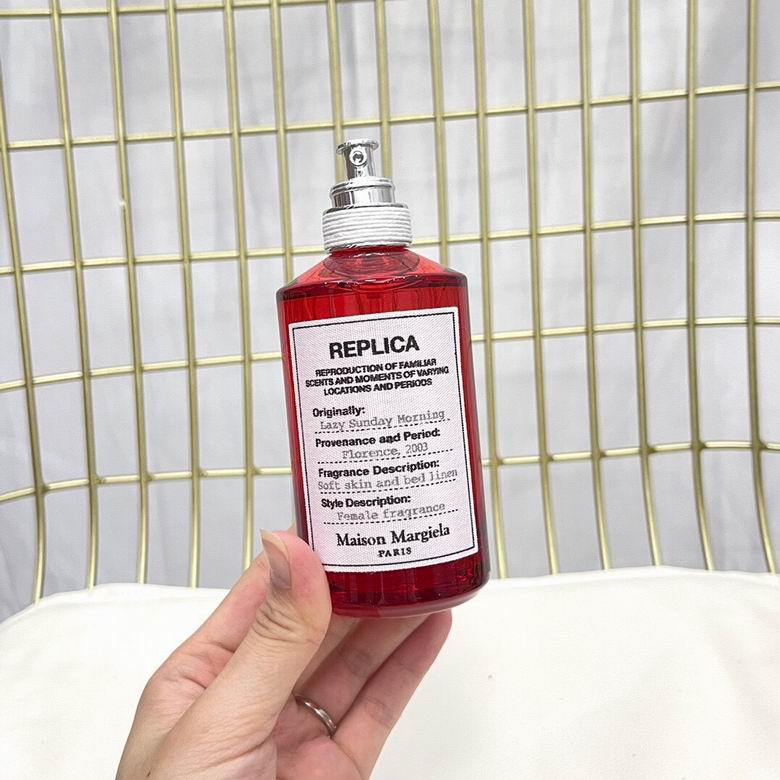 REPLICA
REPRODUCTION OF FAMILIAR
SCENTS AND MOMENTS OF VARYING
LOCATIONS AND PERIODS
Originally:
Lazy Sunday Morning
Provenance and Period:
Florence, 2003
Fragrance Description:
Soft skin and bed linen
Style Description:
Female fragrance
Maison Margiela
PARIS